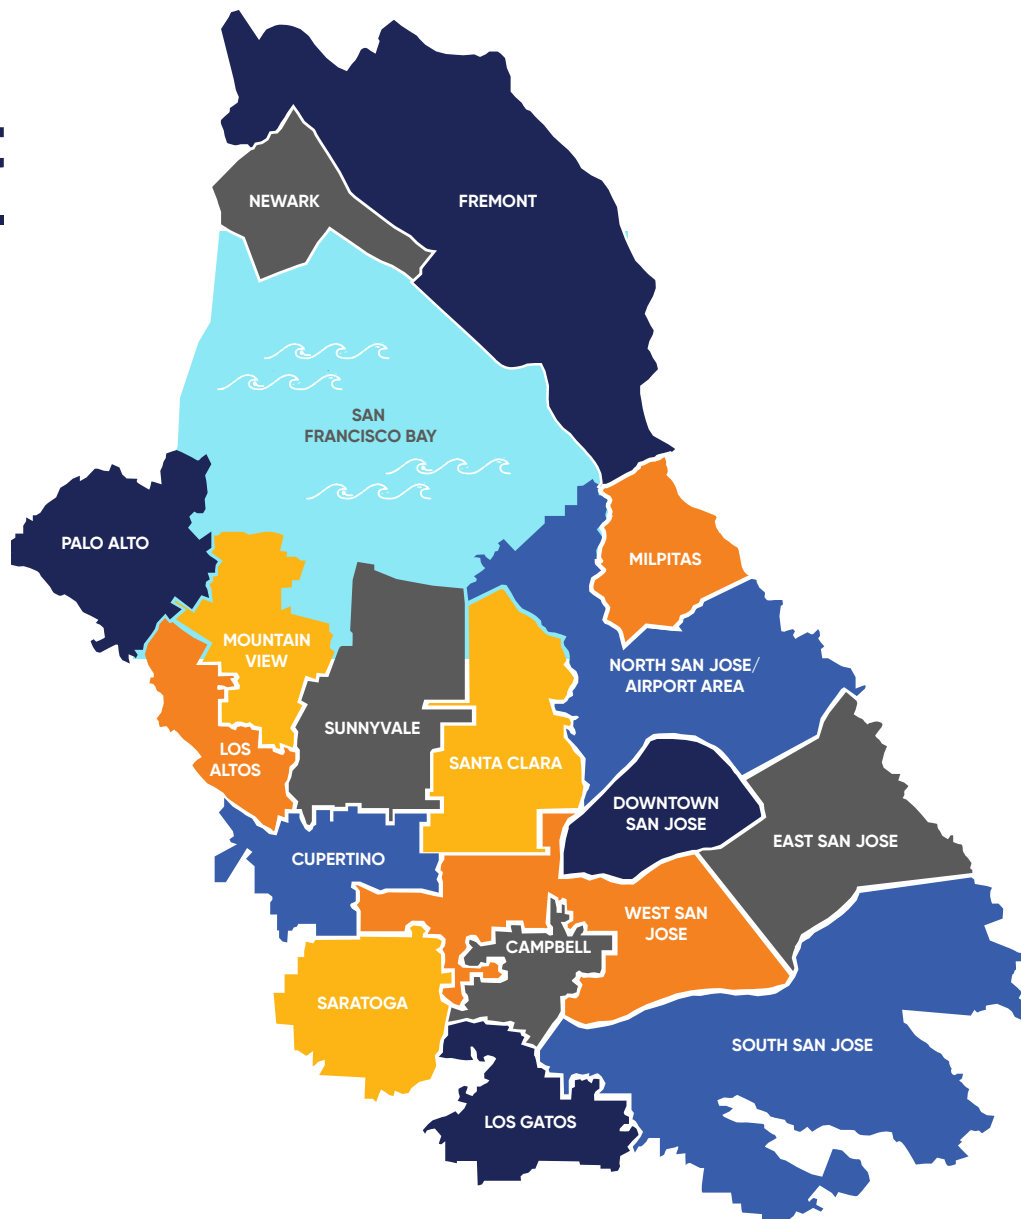 NEWARK
FREMONT
SAN
FRANCISCO BAY
PALO ALTO
MILPITAS
MOUNTAIN
VIEW
NORTH SAN JOSE/
AIRPORT AREA
SUNNYVALE
LOS
ALTOS
SANTA CLARA
DOWNTOWN
SAN JOSE
EAST SAN JOSE
CUPERTINO
WEST SAN
JOSE
CAMPBELL
SARATOGA
SOUTH SAN JOSE
LOS GATOS